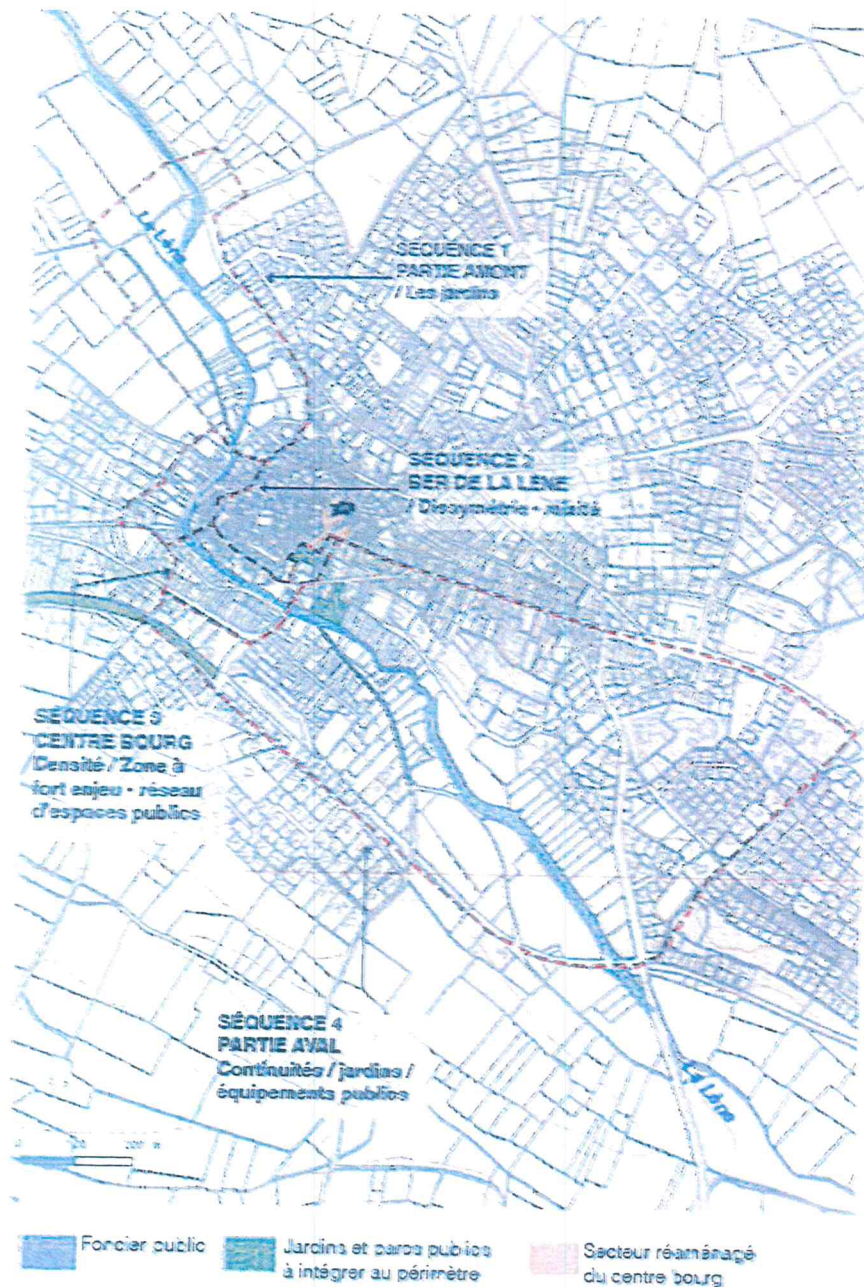 La Lène
SÉQUENCE 1
PARTIE AMONT
/ Les jardins
SÉQUENCE 2
BER DE LA LÈNE
/ Dissymétrie - mixité
SÉQUENCE 3
CENTRE BOURG
Densité / Zone à
fort enjeu - réseau
d'espaces publics
SÉQUENCE 4
PARTIE AVAL
Continuités / jardins /
équipements publics
La Lène
0
Foncier public
Jardins et parcs publics
à intégrer au périmètre
Secteur réaménagé
du centre bourg